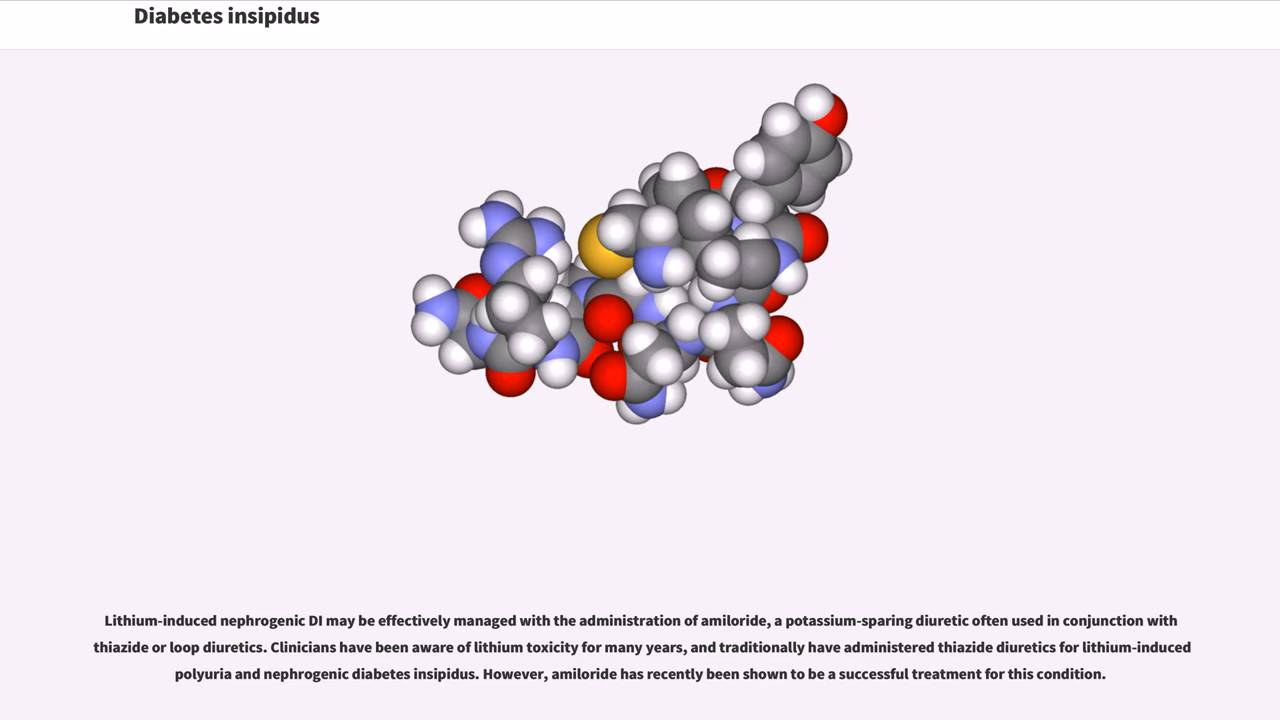 Diabetes insipidus
Lithium-induced nephrogenic DI may be effectively managed with the administration of amiloride, a potassium-sparing diuretic often used in conjunction with
thiazide or loop diuretics. Clinicians have been aware of lithium toxicity for many years, and traditionally have administered thiazide diuretics for lithium-induced
polyuria and nephrogenic diabetes insipidus. However, amiloride has recently been shown to be a successful treatment for this condition.